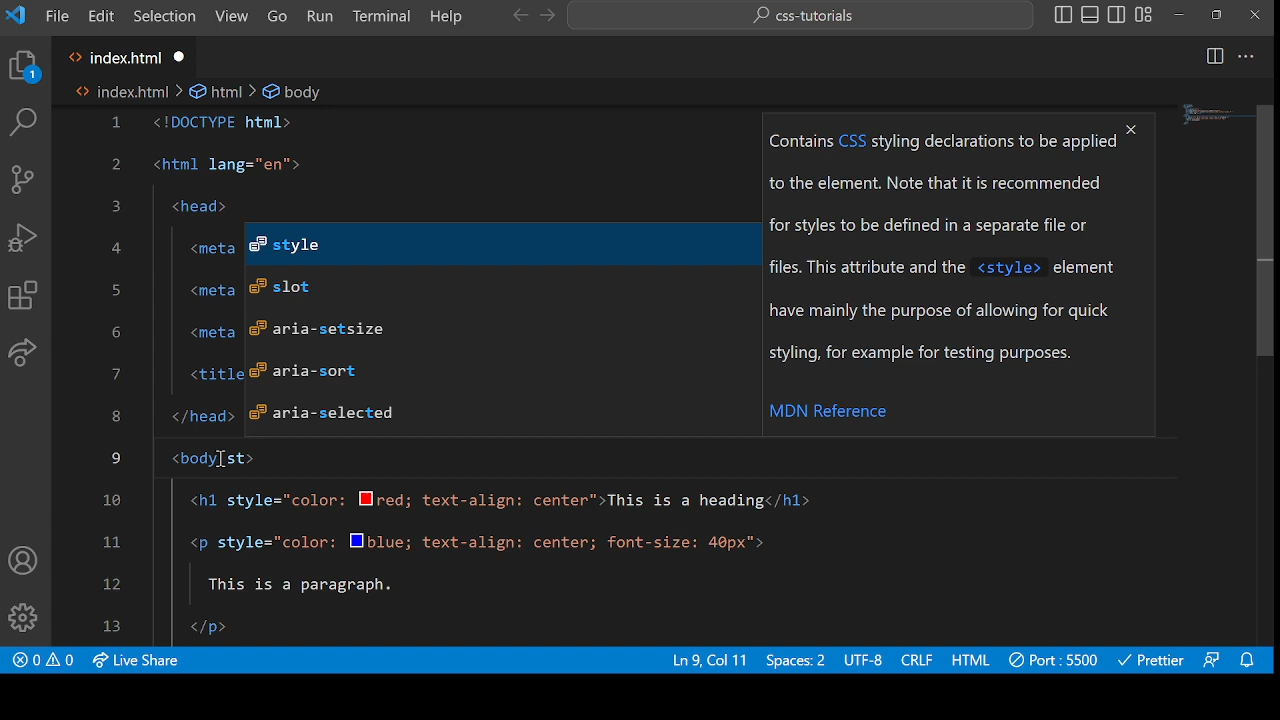 File Edit Selection View Go Run Terminal Help css-tutorials
index.html
index.html html body
1 <!DOCTYPE html>
2 <html lang="en">
3 <head>
4 <meta
5 <meta
6 <meta
7 <title
8 </head>
style
slot
aria-setsize
aria-sort
aria-selected
Contains CSS styling declarations to be applied
to the element. Note that it is recommended
for styles to be defined in a separate file or
files. This attribute and the <style> element
have mainly the purpose of allowing for quick
styling, for example for testing purposes.
MDN Reference
9 <body st>
10 <h1 style="color: red; text-align: center">This is a heading</h1>
11 <p style="color: blue; text-align: center; font-size: 40px">
12 This is a paragraph.
13 </p>
1
0 0 Live Share Ln 9, Col 11 Spaces: 2 UTF-8 CRLF HTML Port : 5500 Prettier